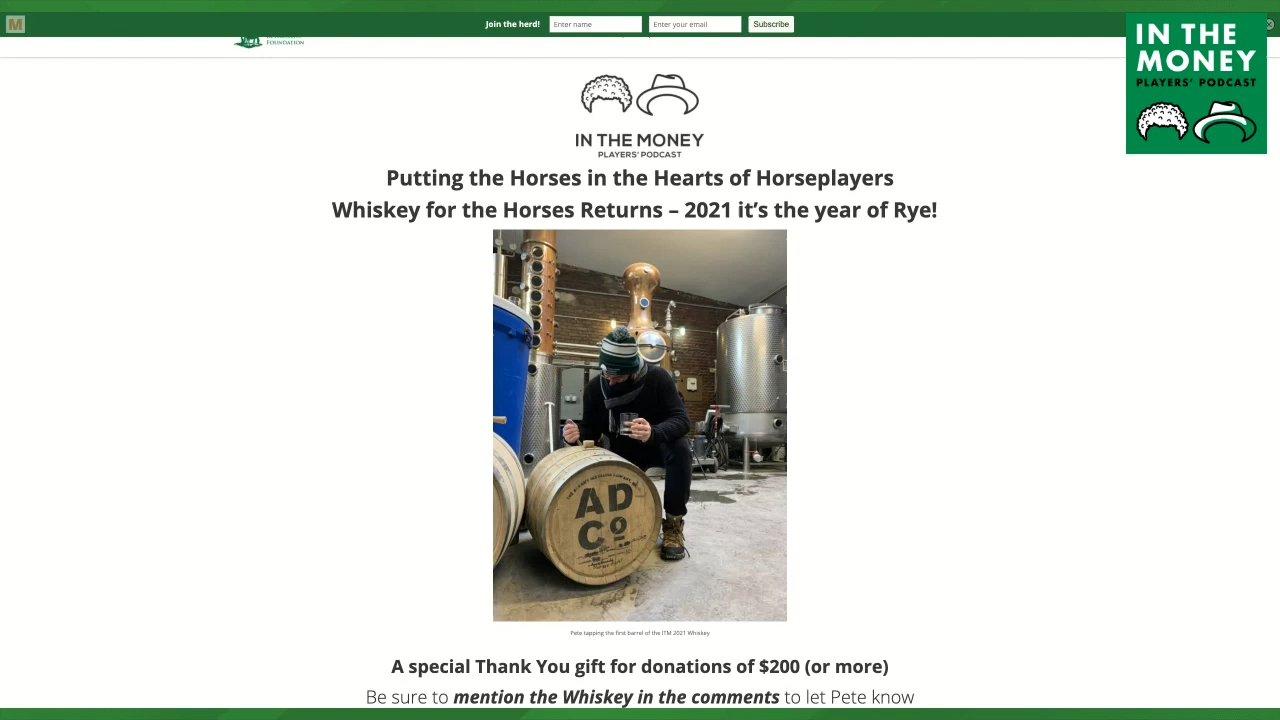 M
Join the herd!
Enter name
Enter your email
Subscribe
FOUNDATION
IN THE
MONEY
PLAYERS' PODCAST
IN THE MONEY
PLAYERS' PODCAST
Putting the Horses in the Hearts of Horseplayers
Whiskey for the Horses Returns – 2021 it's the year of Rye!
AD
Co
Pete tapping the first barrel of the ITM 2021 Whiskey
A special Thank You gift for donations of $200 (or more)
Be sure to mention the Whiskey in the comments to let Pete know